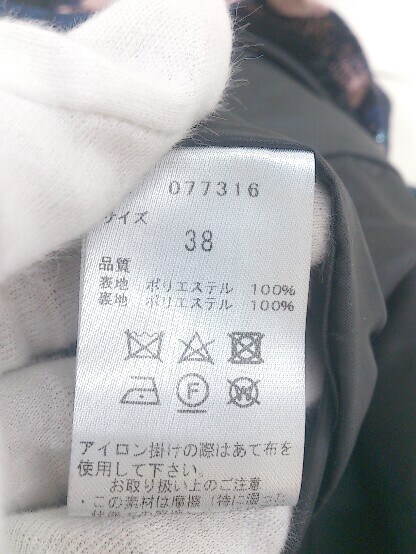 077316
サイズ
38
品質
表地 ポリエステル 100%
裏地 ポリエステル 100%
F
W
アイロン掛けの際はあて布を
使用して下さい。
お取り扱い上のご注意
・この素材は摩擦(特に湿った